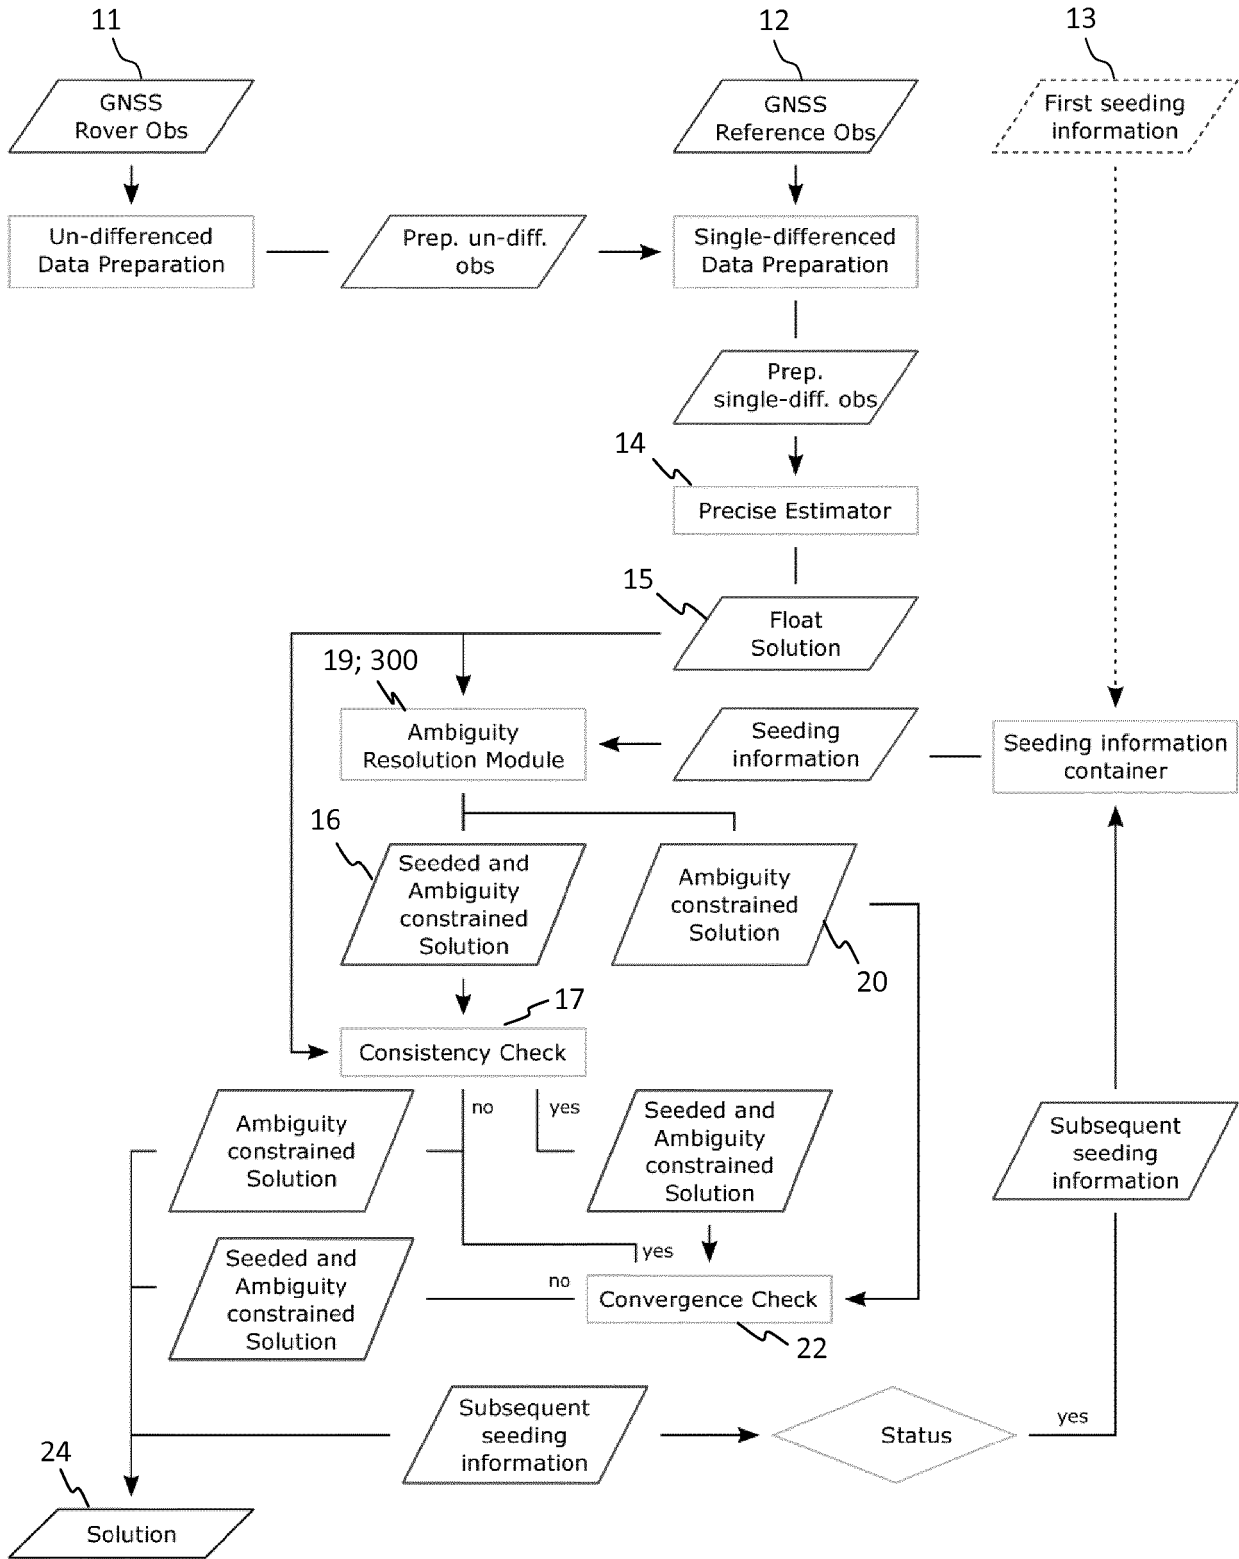 11
12
13
GNSS
Rover Obs
GNSS
Reference Obs
First seeding
information
Un-differenced
Data Preparation
Prep. un-diff.
obs
Single-differenced
Data Preparation
Prep.
single-diff. obs
14
Precise Estimator
15
Float
Solution
19; 300
Ambiguity
Resolution Module
Seeding
information
Seeding information
container
16
Seeded and
Ambiguity
constrained
Solution
Ambiguity
constrained
Solution
20
17
Consistency Check
no
yes
Ambiguity
constrained
Solution
Seeded and
Ambiguity
constrained
Solution
Subsequent
seeding
information
yes
Seeded and
Ambiguity
constrained
Solution
no
Convergence Check
22
Subsequent
seeding
information
Status
yes
24
Solution